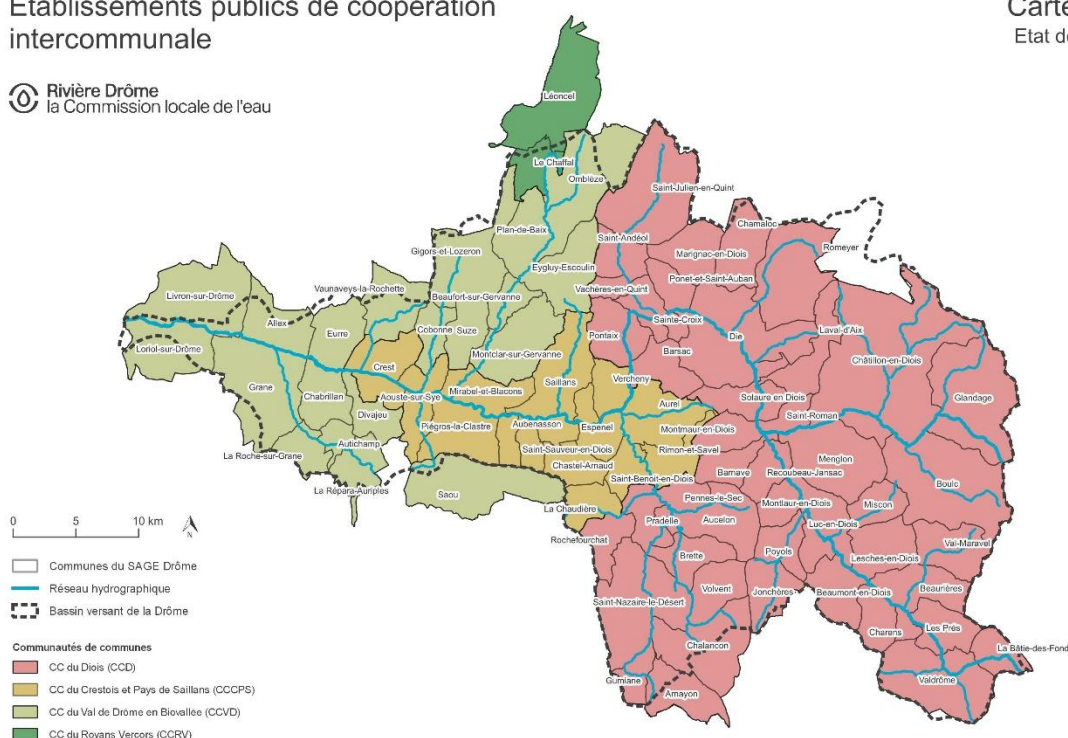 Etablissements publics de coopération
intercommunale
Carte
Etat de
Rivière Drôme
la Commission locale de l'eau
Léoncel
Le Chaffal
Omblèze
Saint-Julien-en-Quint
Plan-de-Baix
Chamaloc
Saint-Andéol
Romeyer
Gigors-et-Lozeron
Marignac-en-Diois
Eygluy-Escoulin
Ponet-et-Saint-Auban
Vaunaveys-la-Rochette
Vachères-en-Quint
Livron-sur-Drôme
Beaufort-sur-Gervanne
Allex
Sainte-Croix
Eurre
Cobonne
Suze
Pontaix
Die
Laval-d'Aix
Loriol-sur-Drôme
Montclar-sur-Gervanne
Barsac
Châtillon-en-Diois
Crest
Saillans
Vercheny
Grane
Chabrillan
Aouste-sur-Sye
Mirabel-et-Blacons
Solaure en Diois
Glandage
Aurel
Divajeu
Piégros-la-Clastre
Aubenasson
Espenel
Montmaur-en-Diois
Saint-Roman
Autichamp
Saint-Sauveur-en-Diois
Rimon-et-Savel
La Roche-sur-Grane
Chastel-Arnaud
Menglon
Saint-Benoit-en-Diois
Barnave
Recoubeau-Jansac
Boulc
La Répara-Auriples
Saou
Pennes-le-Sec
Montlaur-en-Diois
Miscon
La Chaudière
Pradelle
Aucelon
Luc-en-Diois
Rochefourchat
Val-Maravel
Brette
Poyols
Lesches-en-Diois
Saint-Nazaire-le-Désert
Volvent
Jonchères
Beaumont-en-Diois
Beaurières
Chalancon
Charens
Les Prés
La Bâtie-des-Fond
Gumiane
Arnayon
Valdrôme
0 5 10 km
N
Communes du SAGE Drôme
Réseau hydrographique
Bassin versant de la Drôme
Communautés de communes
CC du Diois (CCD)
CC du Crestois et Pays de Saillans (CCCPS)
CC du Val de Drôme en Biovallée (CCVD)
CC du Royans Vercors (CCRV)